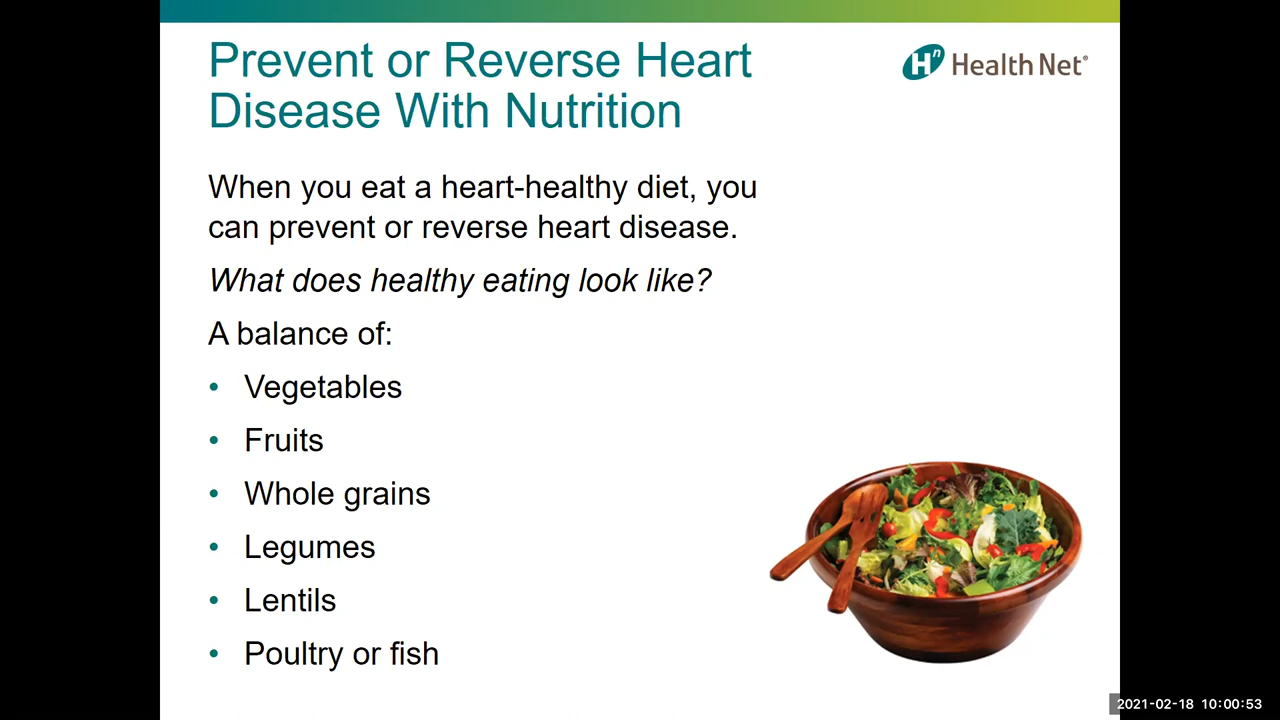 Prevent or Reverse Heart
Disease With Nutrition
Hn Health Net®
When you eat a heart-healthy diet, you
can prevent or reverse heart disease.
What does healthy eating look like?
A balance of:
• Vegetables
• Fruits
• Whole grains
• Legumes
• Lentils
• Poultry or fish
2021-02-18 10:00:53